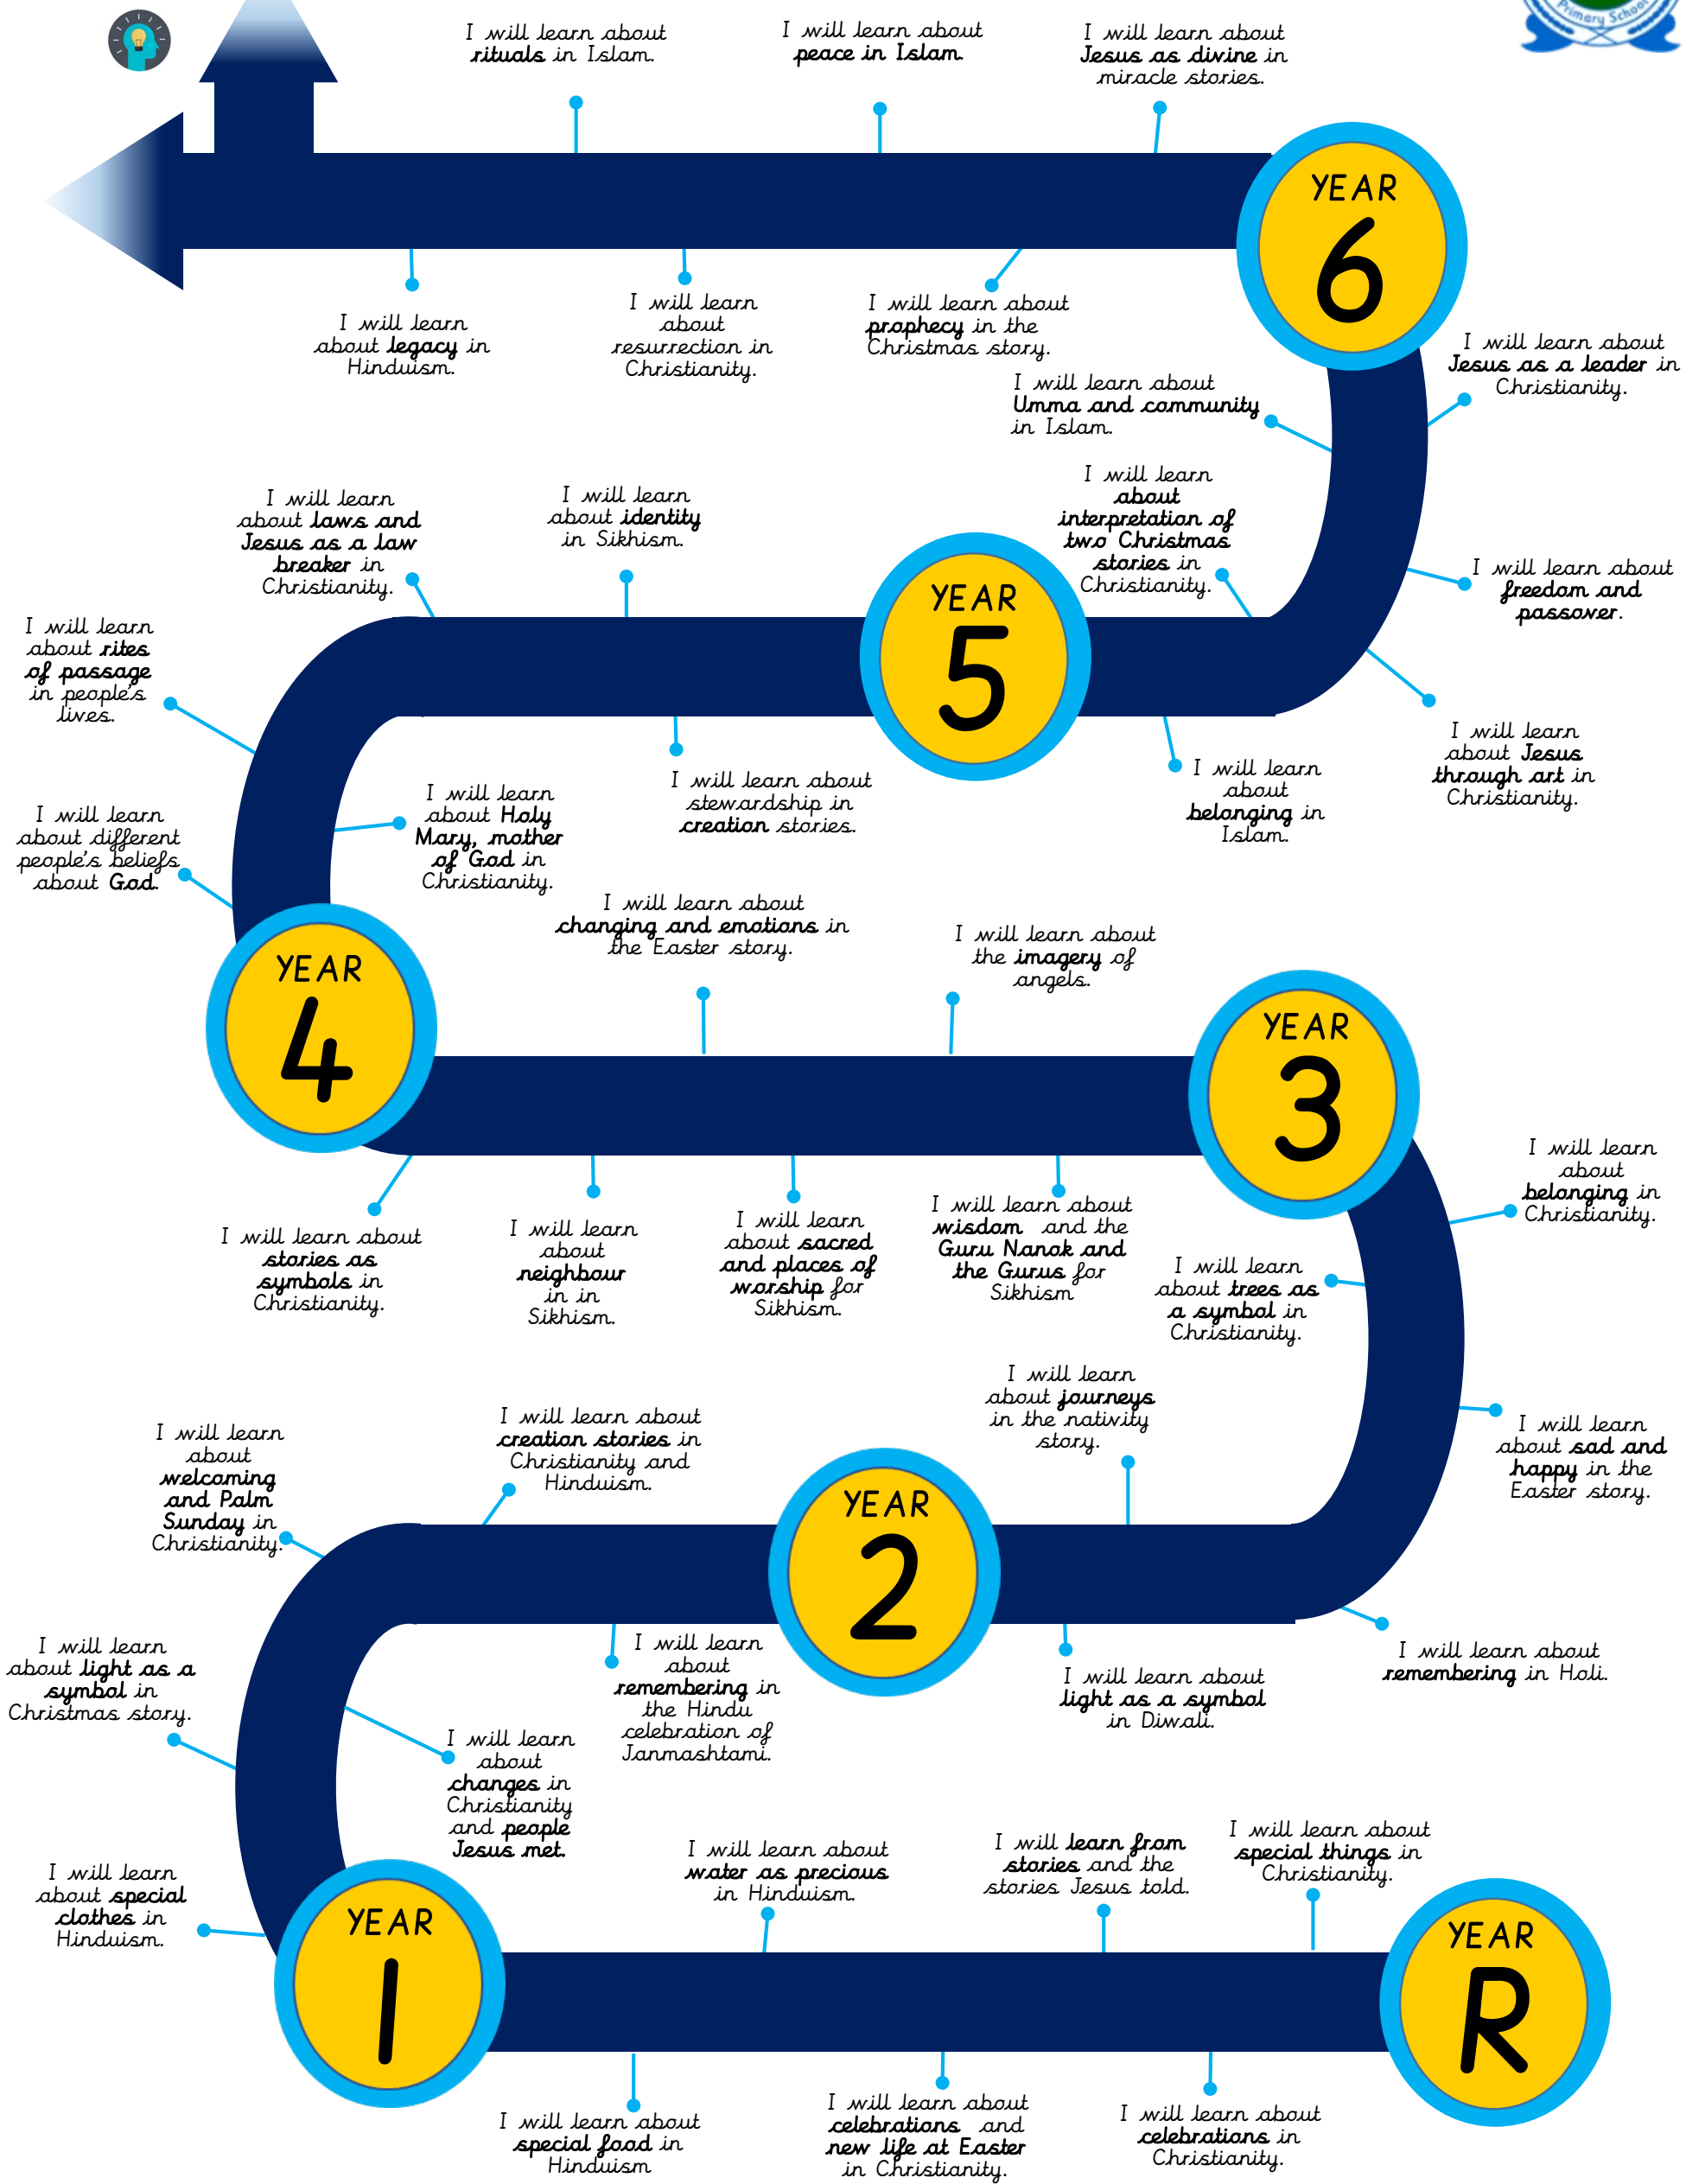 Primary School
I will learn about
rituals in Islam.
I will learn about
peace in Islam.
I will learn about
Jesus as divine in
miracle stories.
YEAR
6
I will learn
about legacy in
Hinduism.
I will learn
about
resurrection in
Christianity.
I will learn about
prophecy in the
Christmas story.
I will learn about
Jesus as a leader in
Christianity.
I will learn about
Umma and community
in Islam.
I will learn
about laws and
Jesus as a law
breaker in
Christianity.
I will learn
about identity
in Sikhism.
YEAR
5
I will learn
about
interpretation of
two Christmas
stories in
Christianity.
I will learn about
freedom and
passover.
I will learn
about rites
of passage
in people's
lives.
I will learn
about Jesus
through art in
Christianity.
I will learn
about different
people's beliefs
about God.
I will learn
about Holy
Mary, mother
of God in
Christianity.
I will learn about
stewardship in
creation stories.
I will learn
about
belonging in
Islam.
YEAR
4
I will learn about
changing and emotions in
the Easter story.
I will learn about
the imagery of
angels.
YEAR
3
I will learn
about
belonging in
Christianity.
I will learn about
stories as
symbols in
Christianity.
I will learn
about
neighbour
in in
Sikhism.
I will learn
about sacred
and places of
worship for
Sikhism.
I will learn about
wisdom and the
Guru Nanak and
the Gurus for
Sikhism
I will learn
about trees as
a symbol in
Christianity.
I will learn
about
welcoming
and Palm
Sunday in
Christianity.
I will learn about
creation stories in
Christianity and
Hinduism.
YEAR
2
I will learn
about journeys
in the nativity
story.
I will learn
about sad and
happy in the
Easter story.
I will learn
about light as a
symbol in
Christmas story.
I will learn
about
changes in
Christianity
and people
Jesus met.
I will learn
about
remembering in
the Hindu
celebration of
Janmashtami.
I will learn about
light as a symbol
in Diwali.
I will learn about
remembering in Holi.
I will learn
about special
clothes in
Hinduism.
YEAR
1
I will learn about
water as precious
in Hinduism.
I will learn from
stories and the
stories Jesus told.
I will learn about
special things in
Christianity.
YEAR
R
I will learn about
special food in
Hinduism
I will learn about
celebrations and
new life at Easter
in Christianity.
I will learn about
celebrations in
Christianity.